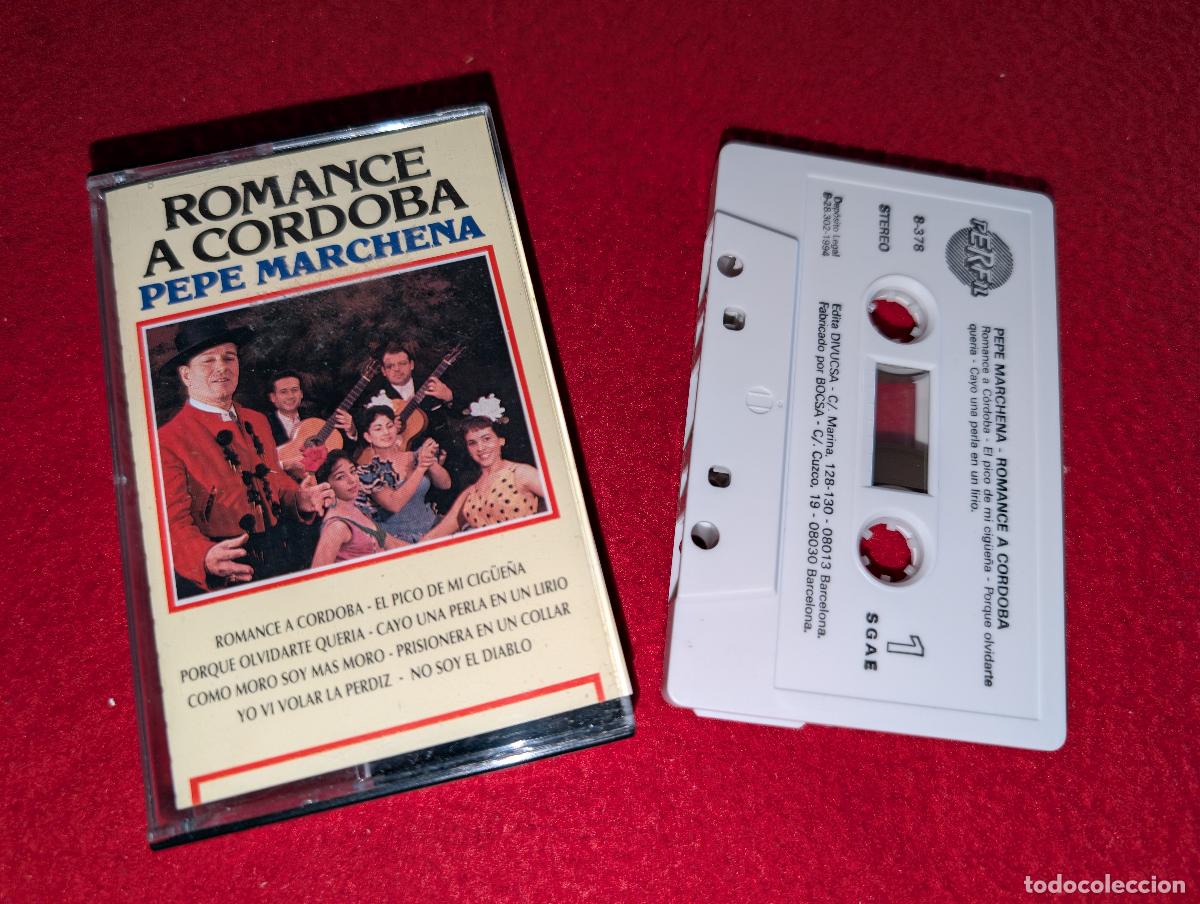 ROMANCE
A CORDOBA
PEPE MARCHENA
ROMANCE A CORDOBA - EL PICO DE MI CIGÜEÑA
PORQUE OLVIDARTE QUERIA - CAYO UNA PERLA EN UN LIRIO
COMO MORO SOY MAS MORO - PRISIONERA EN UN COLLAR
YO VI VOLAR LA PERDIZ - NO SOY EL DIABLO
PERFIL
PEPE MARCHENA - ROMANCE A CORDOBA
Romance a Córdoba - El pico de mi cigüeña - Porque olvidarte
queria - Cayo una perla en un lirio.
8-378
STEREO
Depósito Legal
B-28.302-1994
1
SGAE
Edita DIVUCSA - C/. Marina, 128-130 - 08013 Barcelona.
Fabricado por BOCSA - C/. Cuzco, 19 - 08030 Barcelona.
todocoleccion